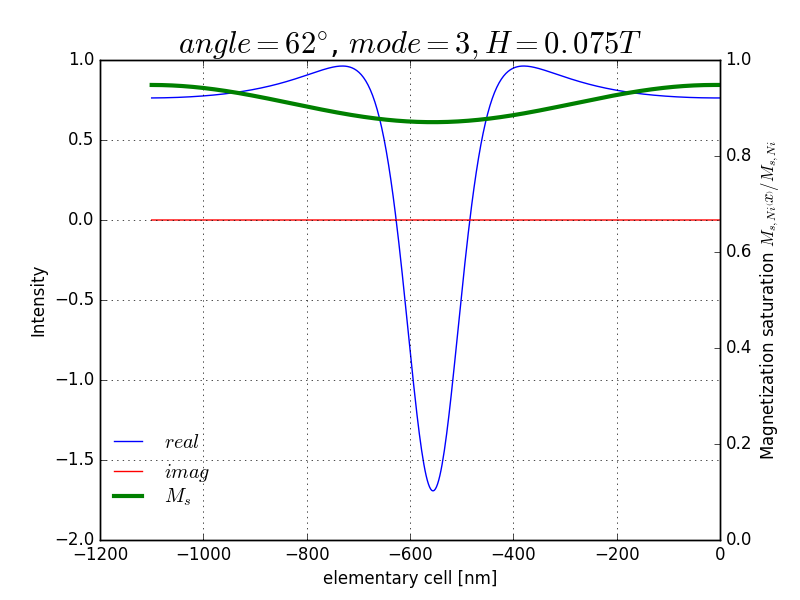 angle = 62°, mode = 3, H = 0.075T
1.0
0.5
0.0
−0.5
−1.0
−1.5
−2.0
Intensity
real
imag
M_s
−1200 −1000 −800 −600 −400 −200 0
elementary cell [nm]
1.0
0.8
0.6
0.4
0.2
0.0
Magnetization saturation M_{s,Ni}(x)/M_{s,Ni}